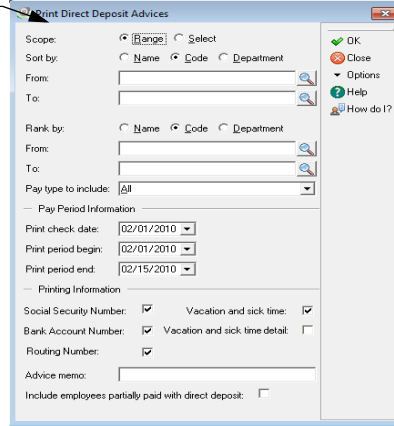 Print Direct Deposit Advices
Scope: Range Select
Sort by: Name Code Department
From:
To:
Rank by: Name Code Department
From:
To:
Pay type to include: All
Pay Period Information
Print check date: 02/01/2010
Print period begin: 02/01/2010
Print period end: 02/15/2010
Printing Information
Social Security Number: Vacation and sick time:
Bank Account Number: Vacation and sick time detail:
Routing Number:
Advice memo:
Include employees partially paid with direct deposit:
OK
Close
Options
Help
How do I?